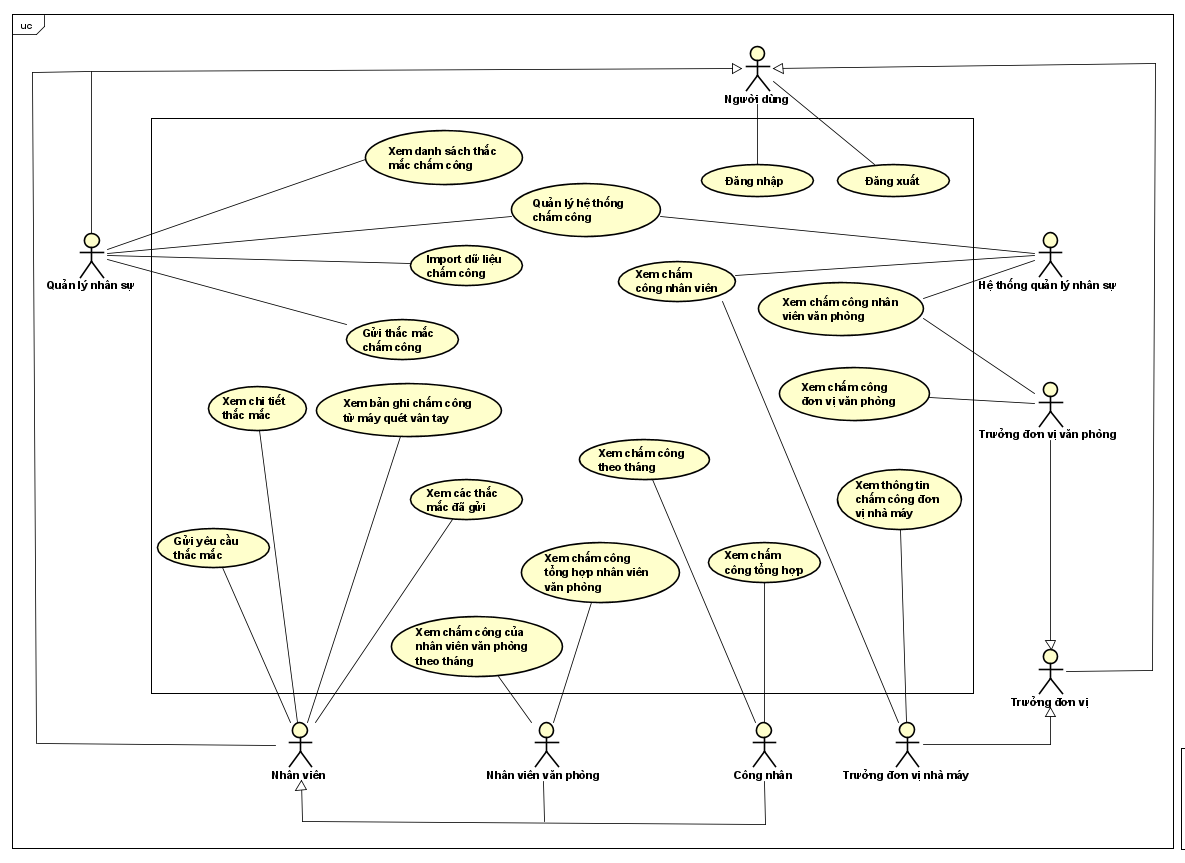 uc
Người dùng
Xem danh sách thắc
mắc chấm công
Đăng nhập
Đăng xuất
Quản lý hệ thống
chấm công
Import dữ liệu
chấm công
Xem chấm
công nhân viên
Quản lý nhân sự
Hệ thống quản lý nhân sự
Xem chấm công nhân
viên văn phòng
Gửi thắc mắc
chấm công
Xem chi tiết
thắc mắc
Xem bản ghi chấm công
từ máy quét vân tay
Xem chấm công
đơn vị văn phòng
Trưởng đơn vị văn phòng
Xem chấm công
theo tháng
Xem các thắc
mắc đã gửi
Xem thông tin
chấm công đơn
vị nhà máy
Gửi yêu cầu
thắc mắc
Xem chấm công
tổng hợp nhân viên
văn phòng
Xem chấm
công tổng hợp
Xem chấm công của
nhân viên văn phòng
theo tháng
Trưởng đơn vị
Nhân viên
Nhân viên văn phòng
Công nhân
Trưởng đơn vị nhà máy